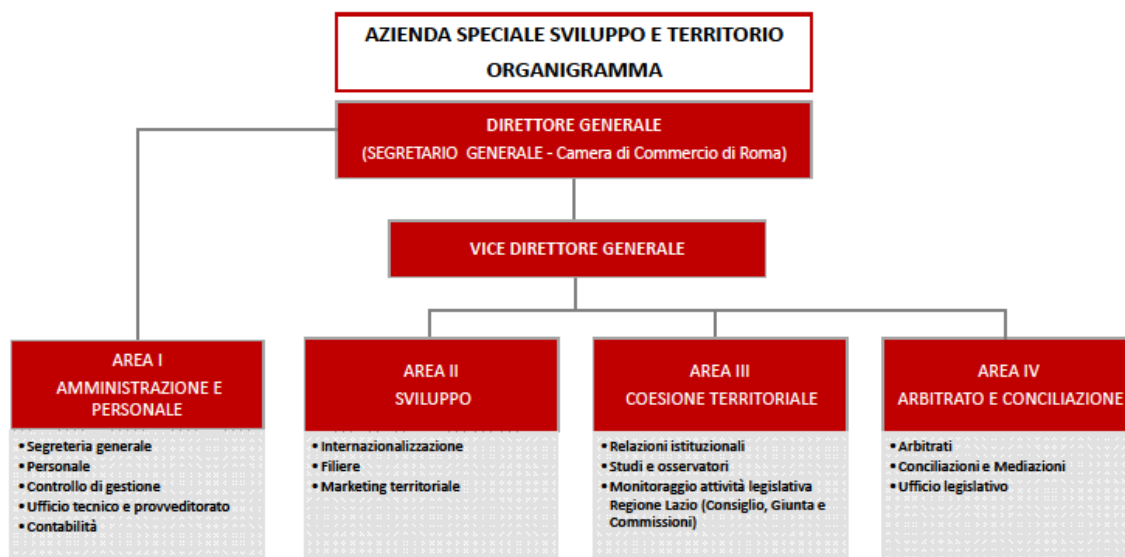 AZIENDA SPECIALE SVILUPPO E TERRITORIO
ORGANIGRAMMA
DIRETTORE GENERALE
(SEGRETARIO GENERALE - Camera di Commercio di Roma)
VICE DIRETTORE GENERALE
AREA I
AMMINISTRAZIONE E
PERSONALE
• Segreteria generale
• Personale
• Controllo di gestione
• Ufficio tecnico e provveditorato
• Contabilità
AREA II
SVILUPPO
• Internazionalizzazione
• Filiere
• Marketing territoriale
AREA III
COESIONE TERRITORIALE
• Relazioni istituzionali
• Studi e osservatori
• Monitoraggio attività legislativa
Regione Lazio (Consiglio, Giunta e
Commissioni)
AREA IV
ARBITRATO E CONCILIAZIONE
• Arbitrati
• Conciliazioni e Mediazioni
• Ufficio legislativo